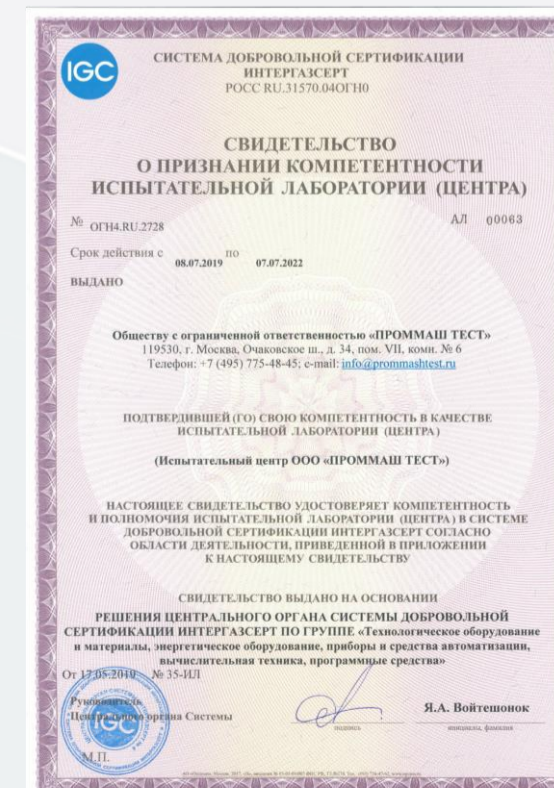 IGC
СИСТЕМА ДОБРОВОЛЬНОЙ СЕРТИФИКАЦИИ
ИНТЕРГАЗСЕРТ
РОСС RU.31570.04ОГН0
СВИДЕТЕЛЬСТВО
О ПРИЗНАНИИ КОМПЕТЕНТНОСТИ
ИСПЫТАТЕЛЬНОЙ ЛАБОРАТОРИИ (ЦЕНТРА)
№ ОГН4.RU.2728
АЛ 00063
Срок действия с 08.07.2019 по 07.07.2022
ВЫДАНО
Обществу с ограниченной ответственностью «ПРОММАШ ТЕСТ»
119530, г. Москва, Очаковское ш., д. 34, пом. VII, комн. № 6
Телефон: +7 (495) 775-48-45; e-mail: info@prommashtest.ru
ПОДТВЕРДИВШЕЙ (ГО) СВОЮ КОМПЕТЕНТНОСТЬ В КАЧЕСТВЕ
ИСПЫТАТЕЛЬНОЙ ЛАБОРАТОРИИ (ЦЕНТРА)
(Испытательный центр ООО «ПРОММАШ ТЕСТ»)
НАСТОЯЩЕЕ СВИДЕТЕЛЬСТВО УДОСТОВЕРЯЕТ КОМПЕТЕНТНОСТЬ
И ПОЛНОМОЧИЯ ИСПЫТАТЕЛЬНОЙ ЛАБОРАТОРИИ (ЦЕНТРА) В СИСТЕМЕ
ДОБРОВОЛЬНОЙ СЕРТИФИКАЦИИ ИНТЕРГАЗСЕРТ СОГЛАСНО
ОБЛАСТИ ДЕЯТЕЛЬНОСТИ, ПРИВЕДЕННОЙ В ПРИЛОЖЕНИИ
К НАСТОЯЩЕМУ СВИДЕТЕЛЬСТВУ
СВИДЕТЕЛЬСТВО ВЫДАНО НА ОСНОВАНИИ
РЕШЕНИЯ ЦЕНТРАЛЬНОГО ОРГАНА СИСТЕМЫ ДОБРОВОЛЬНОЙ
СЕРТИФИКАЦИИ ИНТЕРГАЗСЕРТ ПО ГРУППЕ «Технологическое оборудование
и материалы, энергетическое оборудование, приборы и средства автоматизации,
вычислительная техника, программные средства»
От 17.05.2019 № 35-ИЛ
Руководитель
Центрального органа Системы
Я.А. Войтешонок
подпись
инициалы, фамилия
IGC
М.П.